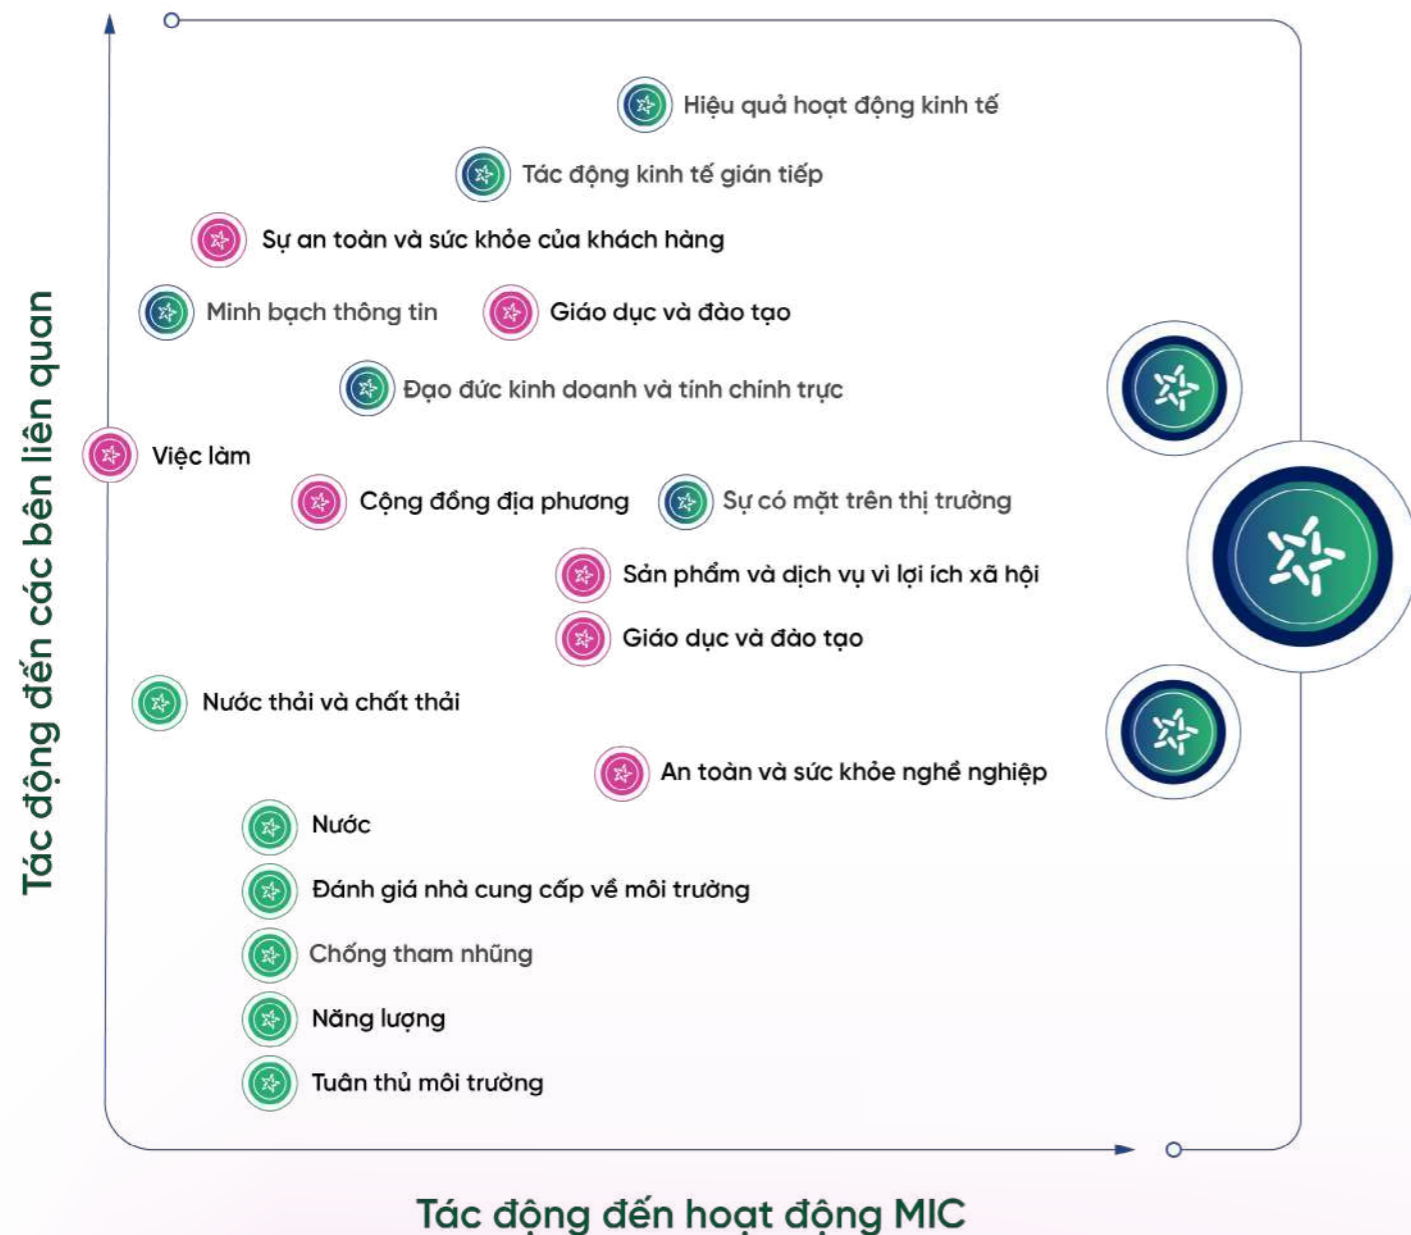 Hiệu quả hoạt động kinh tế
Tác động kinh tế gián tiếp
Sự an toàn và sức khỏe của khách hàng
Minh bạch thông tin
Giáo dục và đào tạo
Đạo đức kinh doanh và tính chính trực
Việc làm
Cộng đồng địa phương
Sự có mặt trên thị trường
Sản phẩm và dịch vụ vì lợi ích xã hội
Giáo dục và đào tạo
Nước thải và chất thải
An toàn và sức khỏe nghề nghiệp
Nước
Đánh giá nhà cung cấp về môi trường
Chống tham nhũng
Năng lượng
Tuân thủ môi trường
Tác động đến các bên liên quan
Tác động đến hoạt động MIC